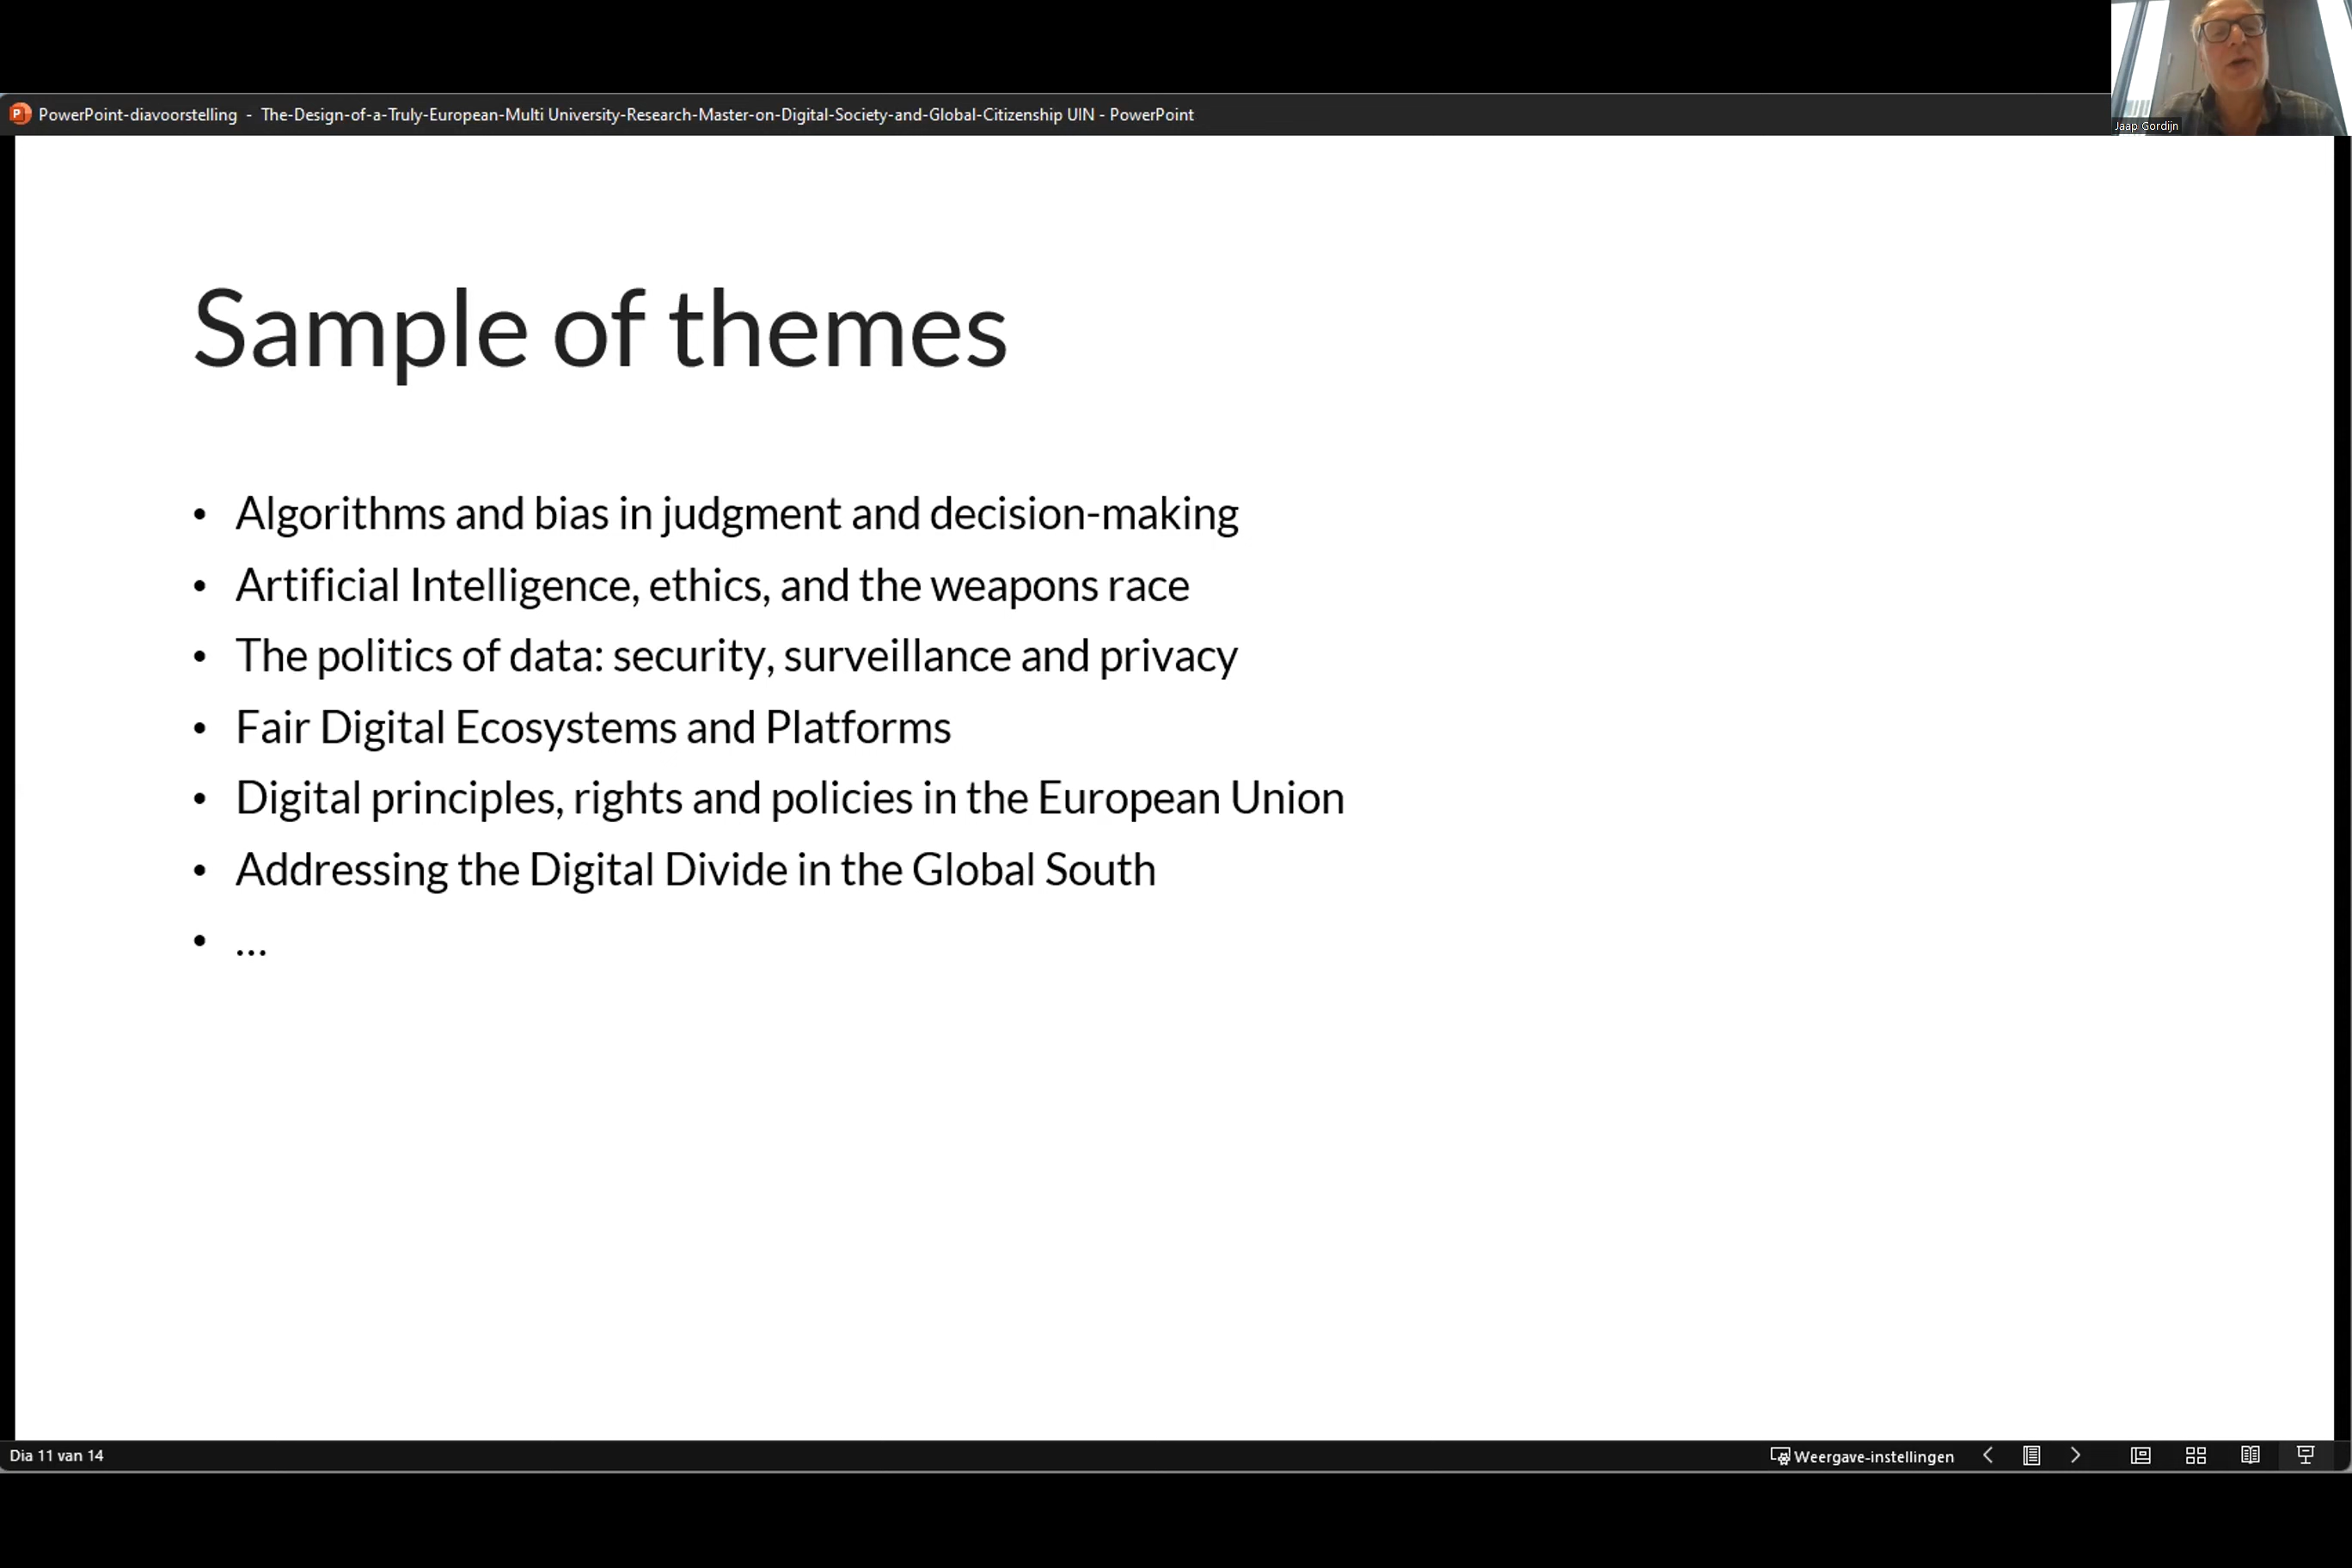 Jaap Gordijn
PowerPoint-diavoorstelling - The-Design-of-a-Truly-European-Multi University-Research-Master-on-Digital-Society-and-Global-Citizenship UIN - PowerPoint
Sample of themes
• Algorithms and bias in judgment and decision-making
• Artificial Intelligence, ethics, and the weapons race
• The politics of data: security, surveillance and privacy
• Fair Digital Ecosystems and Platforms
• Digital principles, rights and policies in the European Union
• Addressing the Digital Divide in the Global South
• ...
Dia 11 van 14
Weergave-instellingen